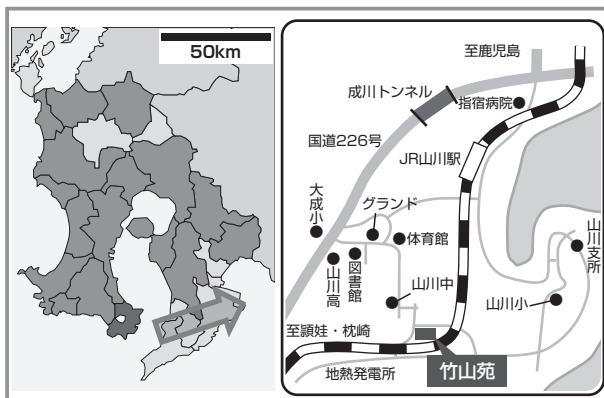 50km
至鹿児島
成川トンネル
指宿病院
国道226号
JR山川駅
大成小
グランド
体育館
山川支所
山川高
図書館
山川中
山川小
至頴娃・枕崎
竹山苑
地熱発電所